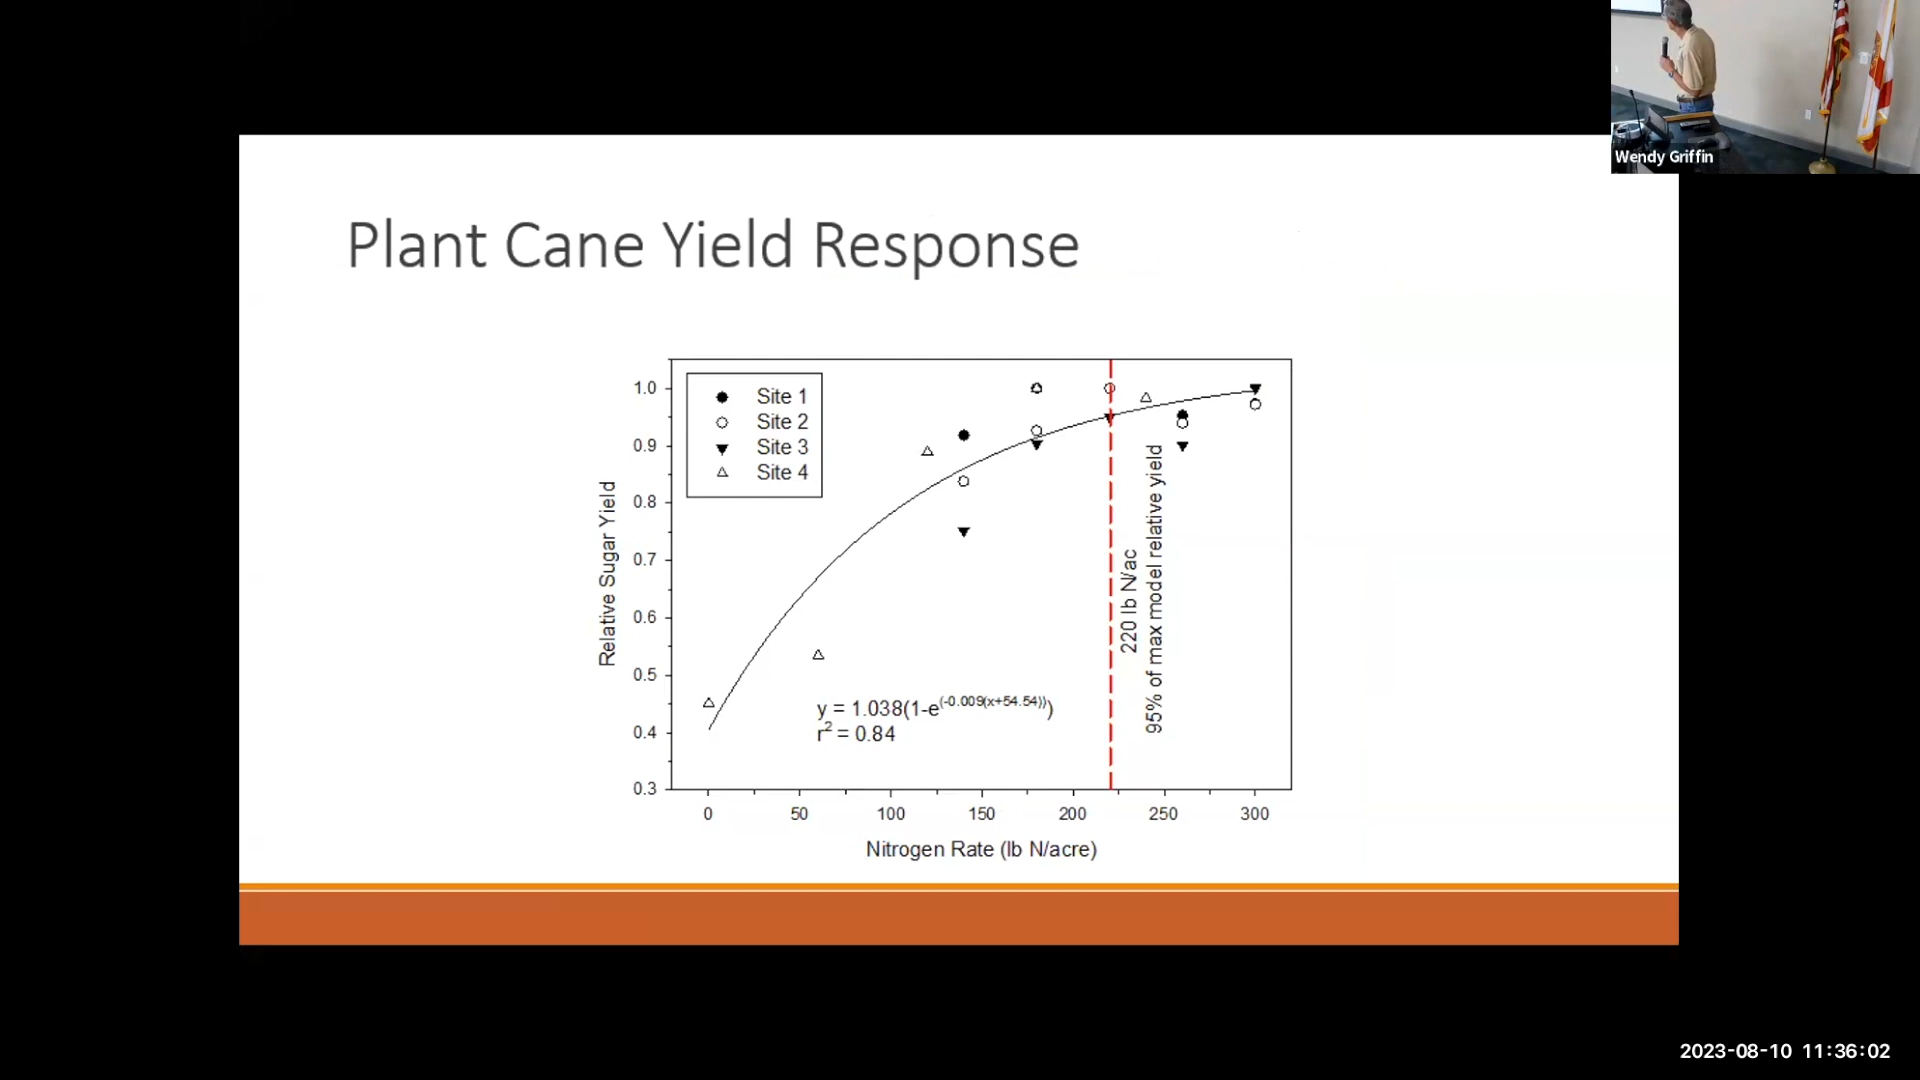 Wendy Griffin
Plant Cane Yield Response
Site 1
Site 2
Site 3
Site 4
1.0
0.9
0.8
0.7
0.6
0.5
0.4
0.3
Relative Sugar Yield
220 lb N/ac
95% of max model relative yield
y = 1.038(1-e^(-0.009(x+54.54)))
r² = 0.84
0 50 100 150 200 250 300
Nitrogen Rate (lb N/acre)
2023-08-10 11:36:02